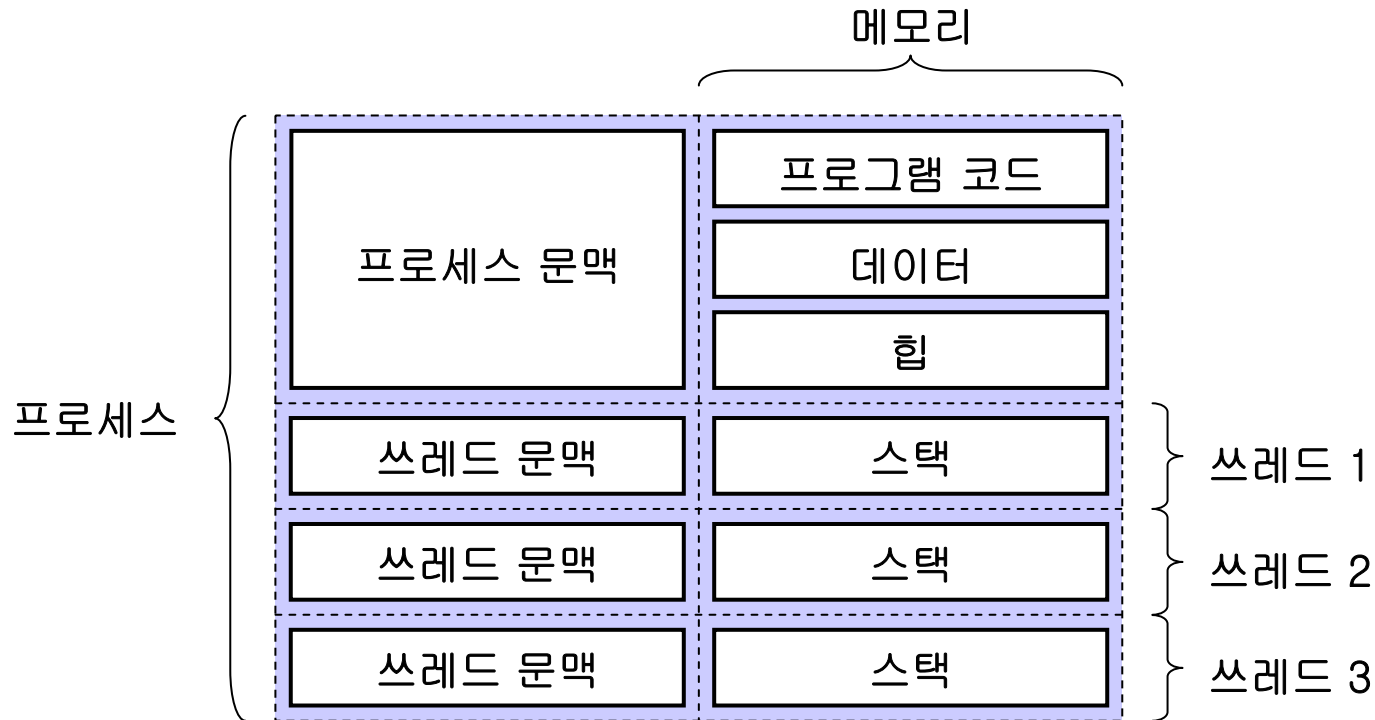 메모리
프로그램 코드
프로세스 문맥
데이터
힙
프로세스
쓰레드 문맥
스택
쓰레드 1
쓰레드 문맥
스택
쓰레드 2
쓰레드 문맥
스택
쓰레드 3